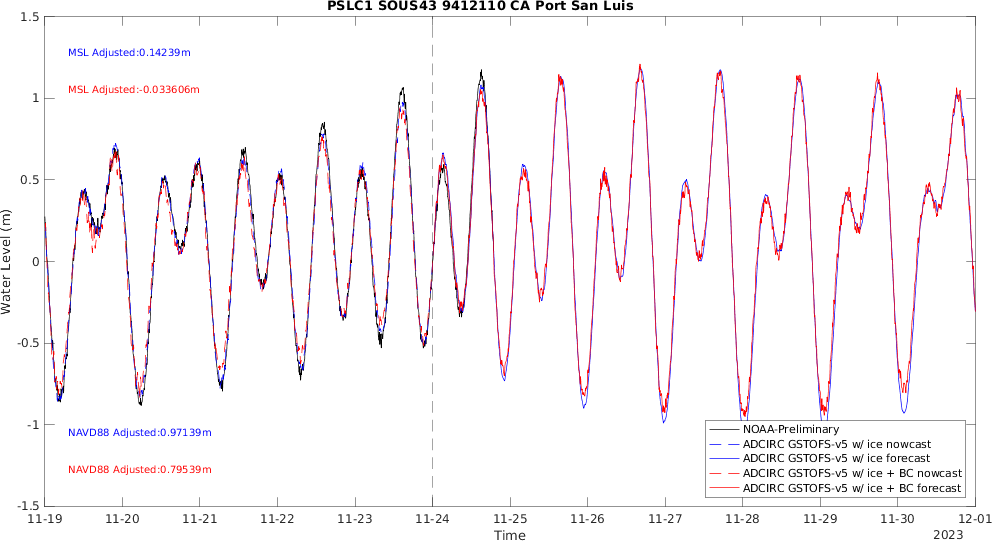 PSLC1 SOUS43 9412110 CA Port San Luis
MSL Adjusted:0.14239m
MSL Adjusted:-0.033606m
NAVD88 Adjusted:0.97139m
NAVD88 Adjusted:0.79539m
Water Level (m)
1.5
1
0.5
0
-0.5
-1
-1.5
NOAA-Preliminary
ADCIRC GSTOFS-v5 w/ ice nowcast
ADCIRC GSTOFS-v5 w/ ice forecast
ADCIRC GSTOFS-v5 w/ ice + BC nowcast
ADCIRC GSTOFS-v5 w/ ice + BC forecast
11-19 11-20 11-21 11-22 11-23 11-24 11-25 11-26 11-27 11-28 11-29 11-30 12-01
Time
2023